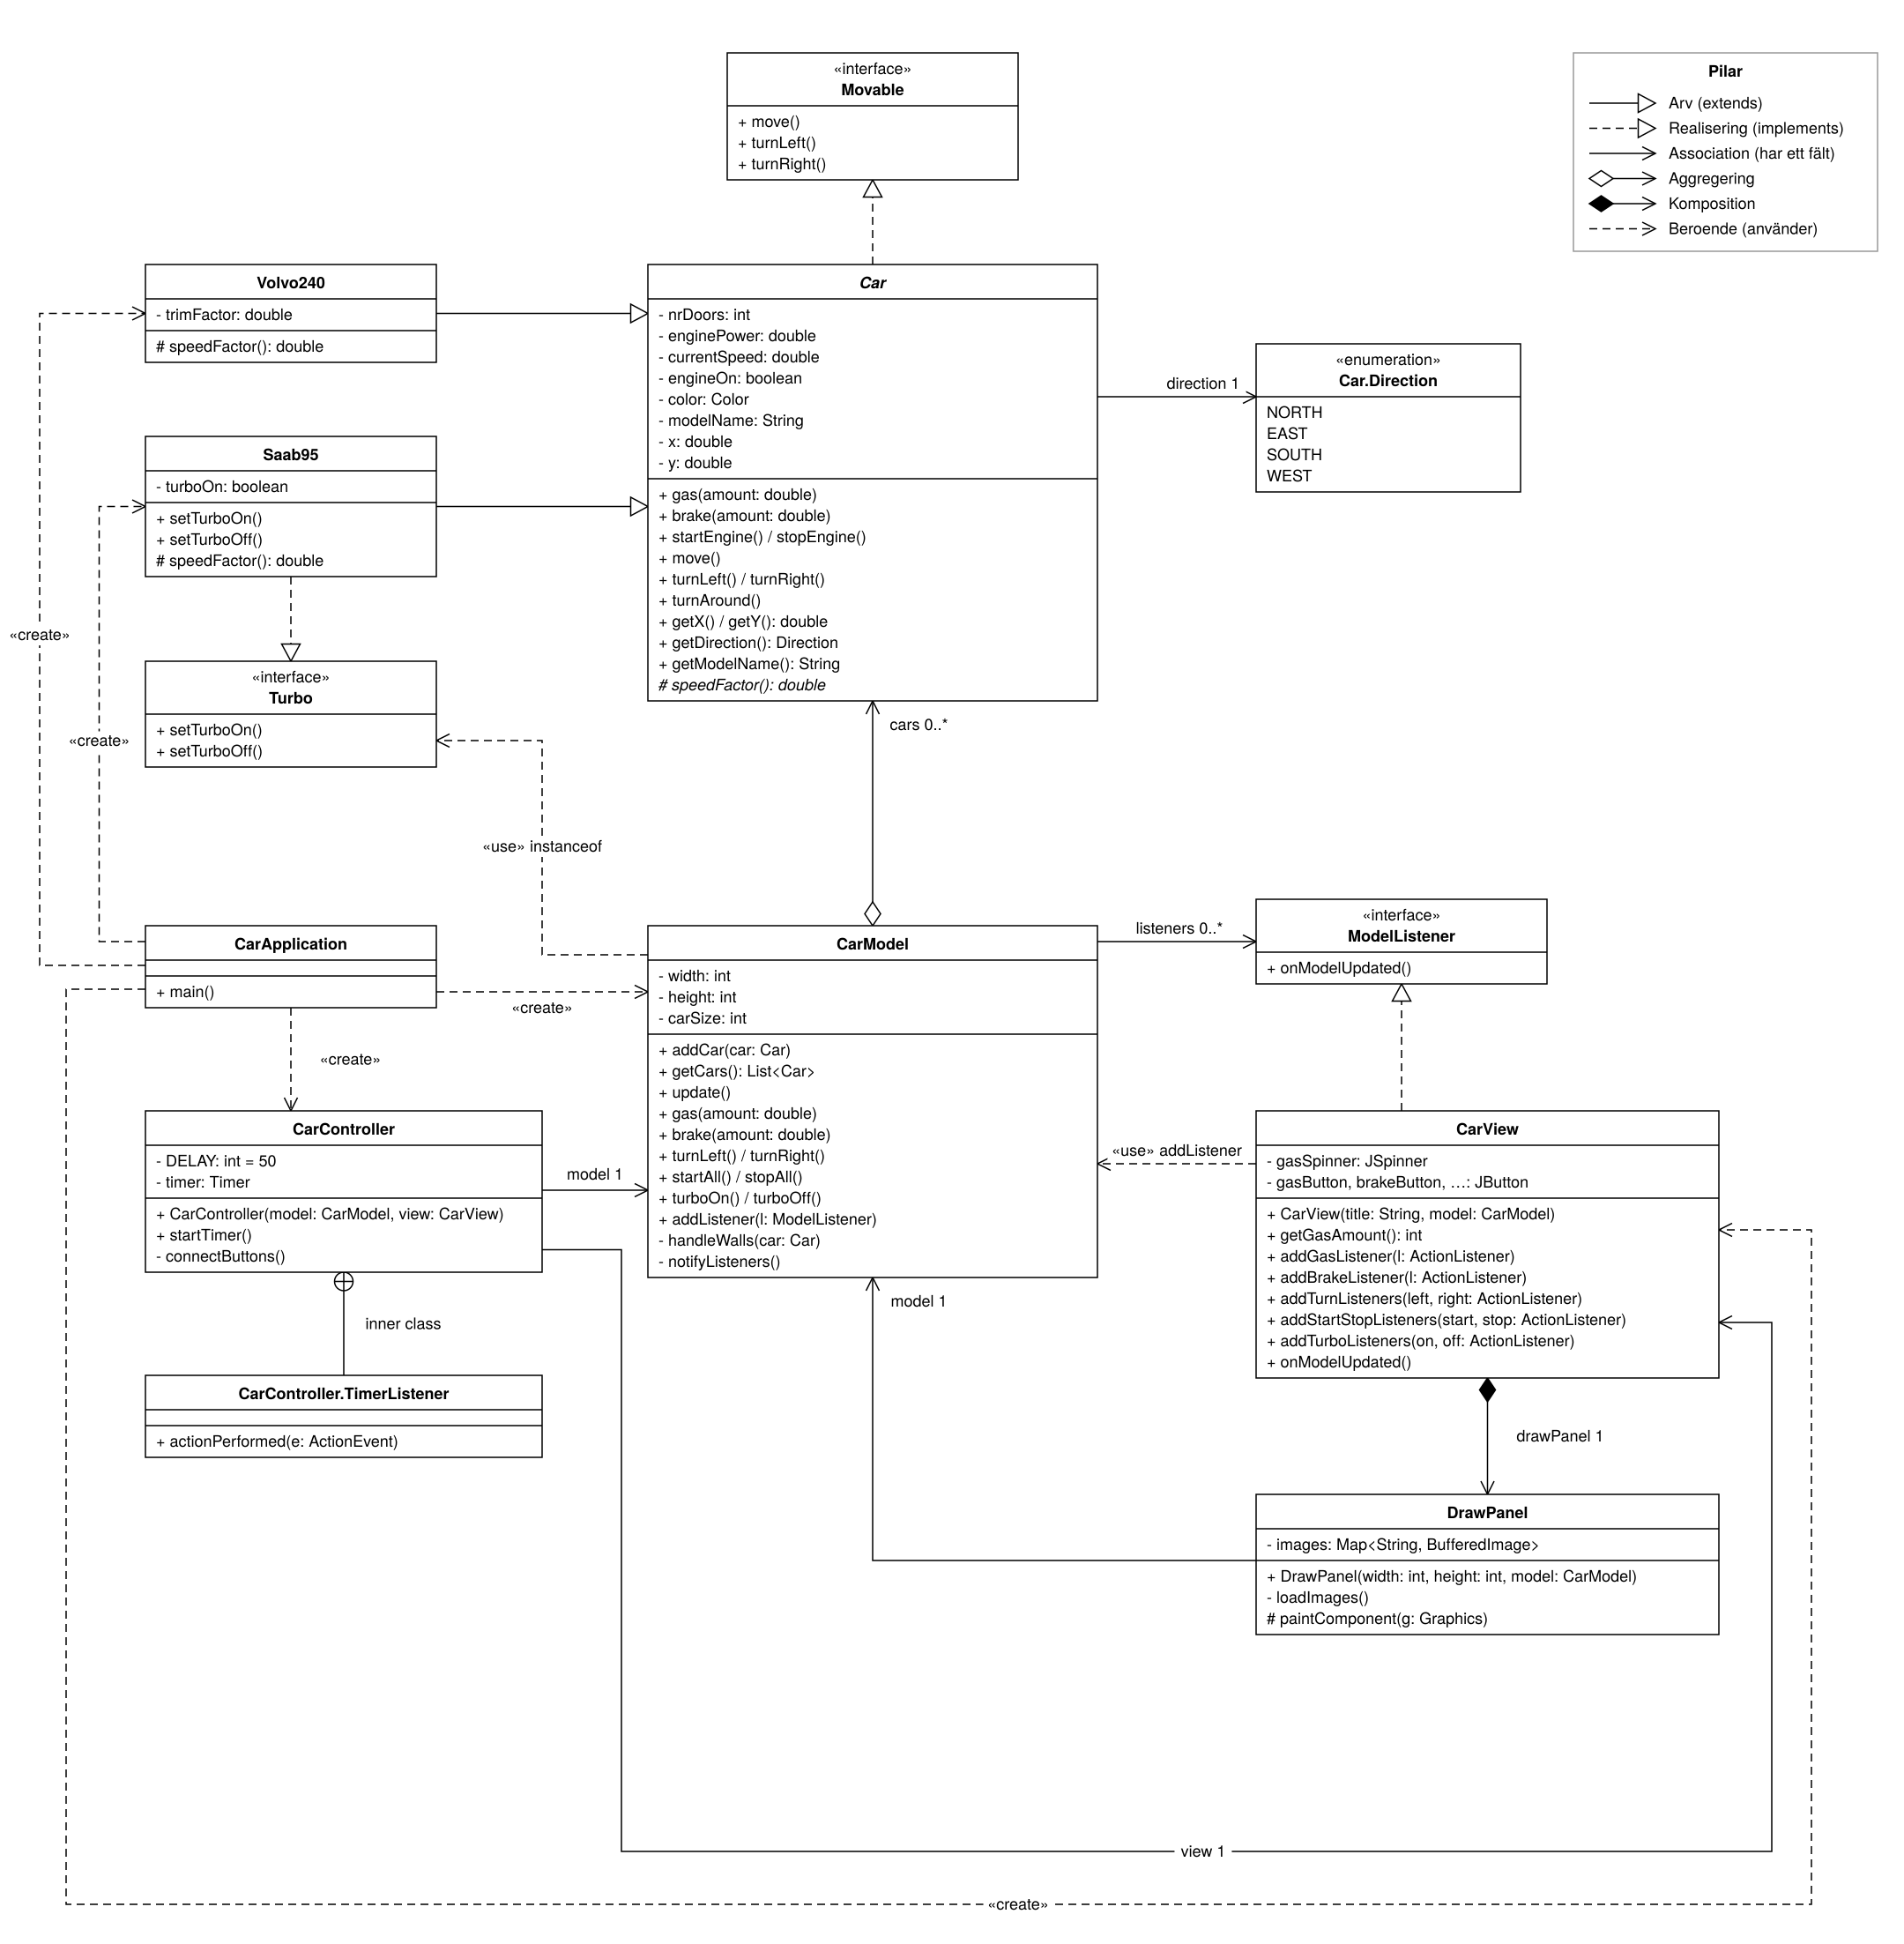 «interface»
Movable
+ move()
+ turnLeft()
+ turnRight()
Pilar
Arv (extends)
Realisering (implements)
Association (har ett fält)
Aggregering
Komposition
Beroende (använder)
Volvo240
- trimFactor: double
# speedFactor(): double
Car
- nrDoors: int
- enginePower: double
- currentSpeed: double
- engineOn: boolean
- color: Color
- modelName: String
- x: double
- y: double
+ gas(amount: double)
+ brake(amount: double)
+ startEngine() / stopEngine()
+ move()
+ turnLeft() / turnRight()
+ turnAround()
+ getX() / getY(): double
+ getDirection(): Direction
+ getModelName(): String
# speedFactor(): double
direction 1
«enumeration»
Car.Direction
NORTH
EAST
SOUTH
WEST
Saab95
- turboOn: boolean
+ setTurboOn()
+ setTurboOff()
# speedFactor(): double
«create»
«create»
«interface»
Turbo
+ setTurboOn()
+ setTurboOff()
cars 0..*
«use» instanceof
CarApplication
+ main()
«create»
«create»
CarModel
- width: int
- height: int
- carSize: int
+ addCar(car: Car)
+ getCars(): List<Car>
+ update()
+ gas(amount: double)
+ brake(amount: double)
+ turnLeft() / turnRight()
+ startAll() / stopAll()
+ turboOn() / turboOff()
+ addListener(l: ModelListener)
- handleWalls(car: Car)
- notifyListeners()
listeners 0..*
«interface»
ModelListener
+ onModelUpdated()
CarController
- DELAY: int = 50
- timer: Timer
+ CarController(model: CarModel, view: CarView)
+ startTimer()
- connectButtons()
model 1
«use» addListener
CarView
- gasSpinner: JSpinner
- gasButton, brakeButton, …: JButton
+ CarView(title: String, model: CarModel)
+ getGasAmount(): int
+ addGasListener(l: ActionListener)
+ addBrakeListener(l: ActionListener)
+ addTurnListeners(left, right: ActionListener)
+ addStartStopListeners(start, stop: ActionListener)
+ addTurboListeners(on, off: ActionListener)
+ onModelUpdated()
model 1
inner class
CarController.TimerListener
+ actionPerformed(e: ActionEvent)
drawPanel 1
DrawPanel
- images: Map<String, BufferedImage>
+ DrawPanel(width: int, height: int, model: CarModel)
- loadImages()
# paintComponent(g: Graphics)
view 1
«create»